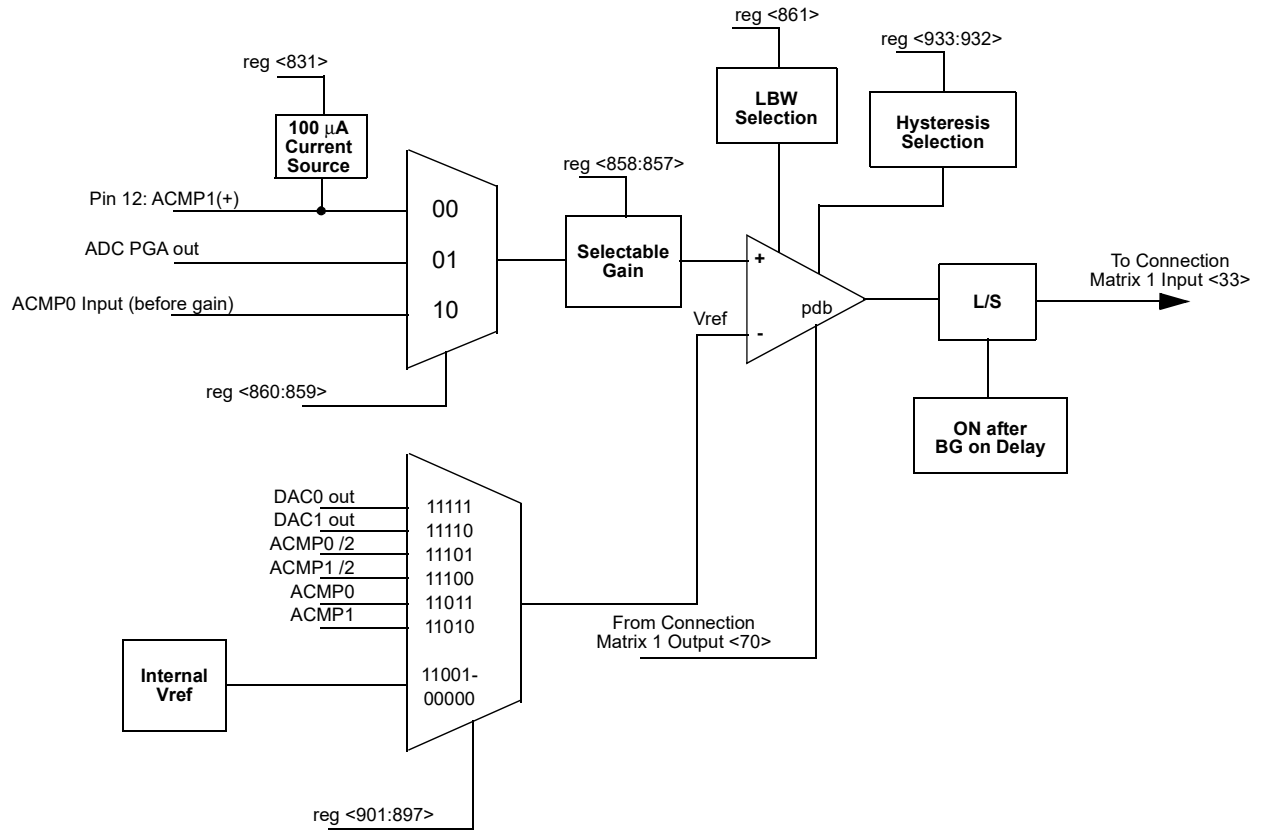 reg <861>
reg <933:932>
reg <831>
LBW
Selection
Hysteresis
Selection
100 μA
Current
Source
reg <858:857>
Pin 12: ACMP1(+)
00
ADC PGA out
01
Selectable
Gain
+
To Connection
Matrix 1 Input <33>
ACMP0 Input (before gain)
10
L/S
pdb
Vref
-
reg <860:859>
ON after
BG on Delay
DAC0 out
11111
DAC1 out
11110
ACMP0 /2
11101
ACMP1 /2
11100
ACMP0
11011
ACMP1
11010
From Connection
Matrix 1 Output <70>
Internal
Vref
11001-
00000
reg <901:897>